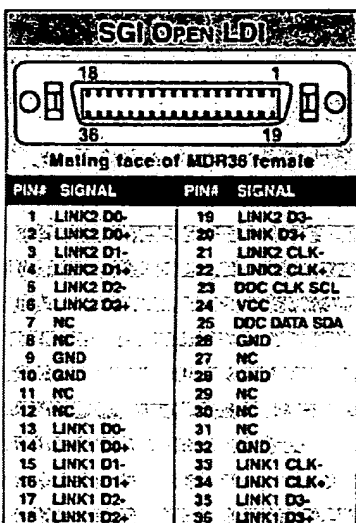 SGI OPEN LDI
18 1
36 19
Mating face of MDR36 female
PIN# SIGNAL PIN# SIGNAL
1 LINK2 D0- 19 LINK2 D3-
2 LINK2 D0+ 20 LINK D3+
3 LINK2 D1- 21 LINK2 CLK-
4 LINK2 D1+ 22 LINK2 CLK+
5 LINK2 D2- 23 DDC CLK SCL
6 LINK2 D2+ 24 VCC
7 NC 25 DDC DATA SDA
8 NC 26 GND
9 GND 27 NC
10 GND 28 GND
11 NC 29 NC
12 NC 30 NC
13 LINK1 D0- 31 NC
14 LINK1 D0+ 32 GND
15 LINK1 D1- 33 LINK1 CLK-
16 LINK1 D1+ 34 LINK1 CLK+
17 LINK1 D2- 35 LINK1 D3-
18 LINK1 D2+ 36 LINK1 D3+